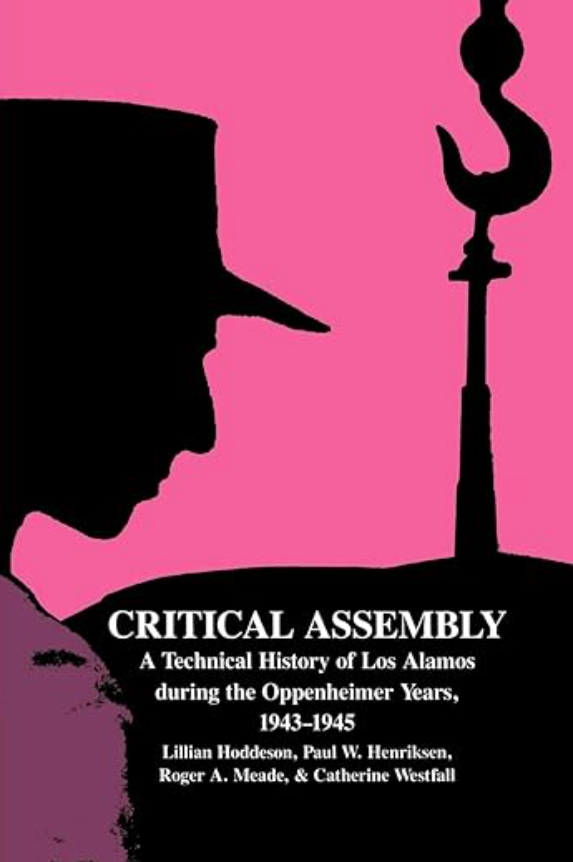 CRITICAL ASSEMBLY
A Technical History of Los Alamos
during the Oppenheimer Years,
1943–1945
Lillian Hoddeson, Paul W. Henriksen,
Roger A. Meade, & Catherine Westfall